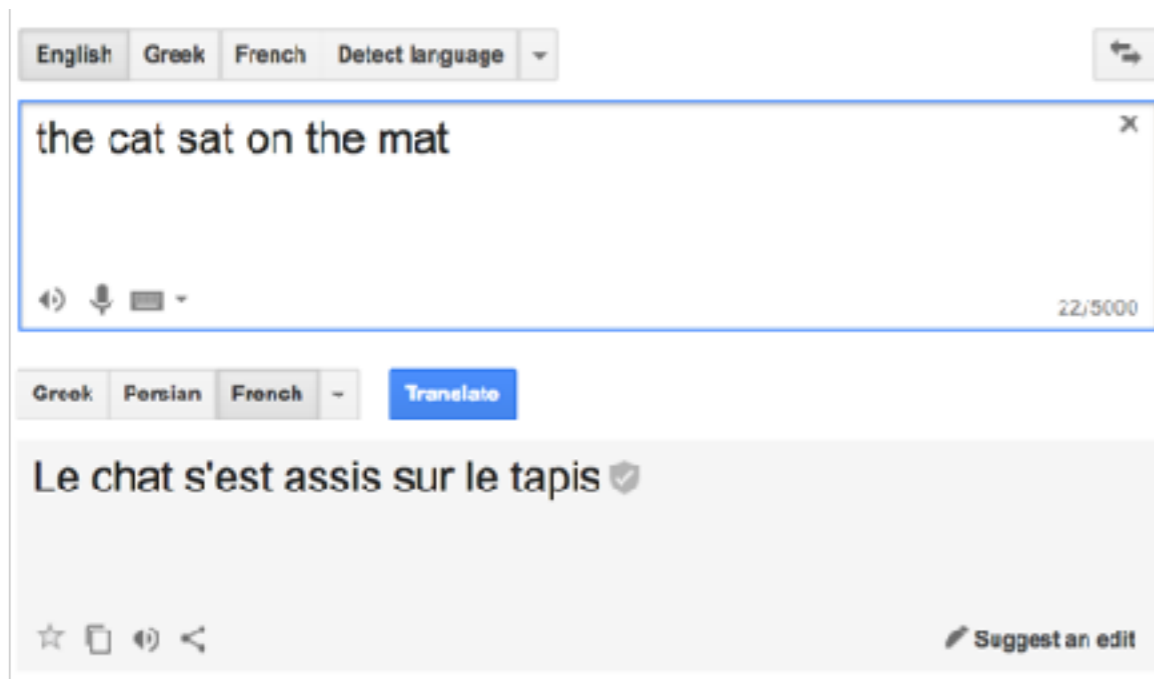 English Greek French Detect language
the cat sat on the mat
22/5000
Greek Persian French Translate
Le chat s'est assis sur le tapis
Suggest an edit